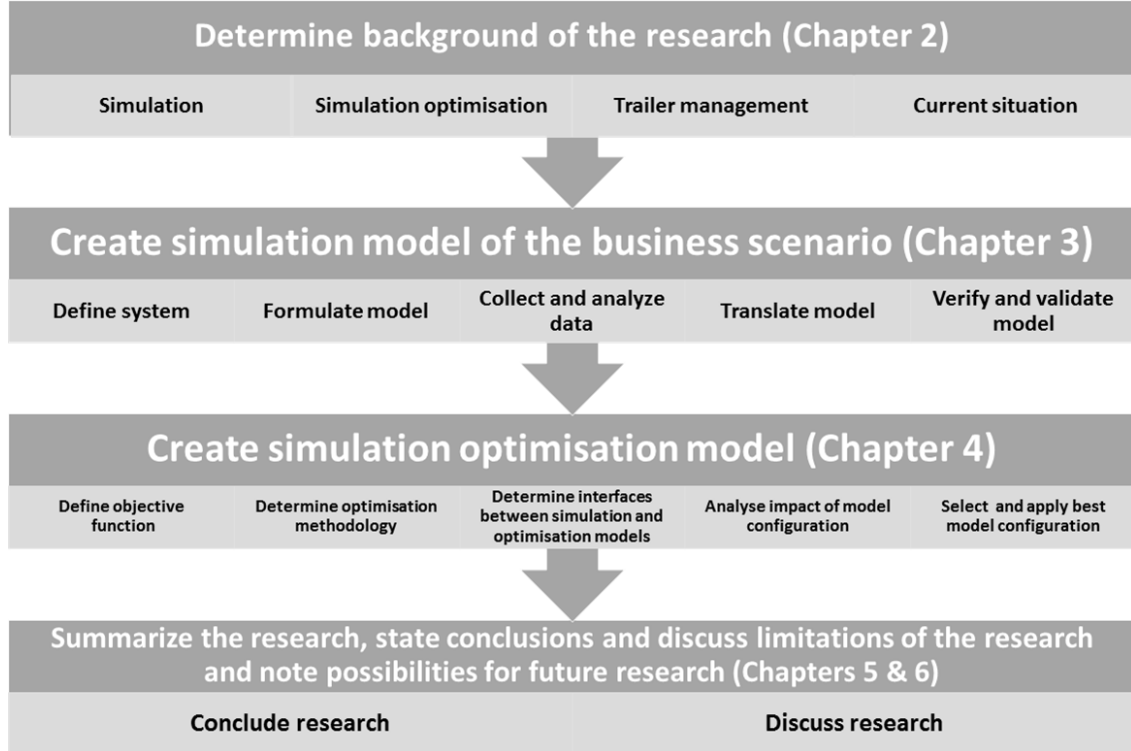 Determine background of the research (Chapter 2)
Simulation
Simulation optimisation
Trailer management
Current situation
Create simulation model of the business scenario (Chapter 3)
Define system
Formulate model
Collect and analyze
data
Translate model
Verify and validate
model
Create simulation optimisation model (Chapter 4)
Define objective
function
Determine optimisation
methodology
Determine interfaces
between simulation and
optimisation models
Analyse impact of model
configuration
Select and apply best
model configuration
Summarize the research, state conclusions and discuss limitations of the research
and note possibilities for future research (Chapters 5 & 6)
Conclude research
Discuss research